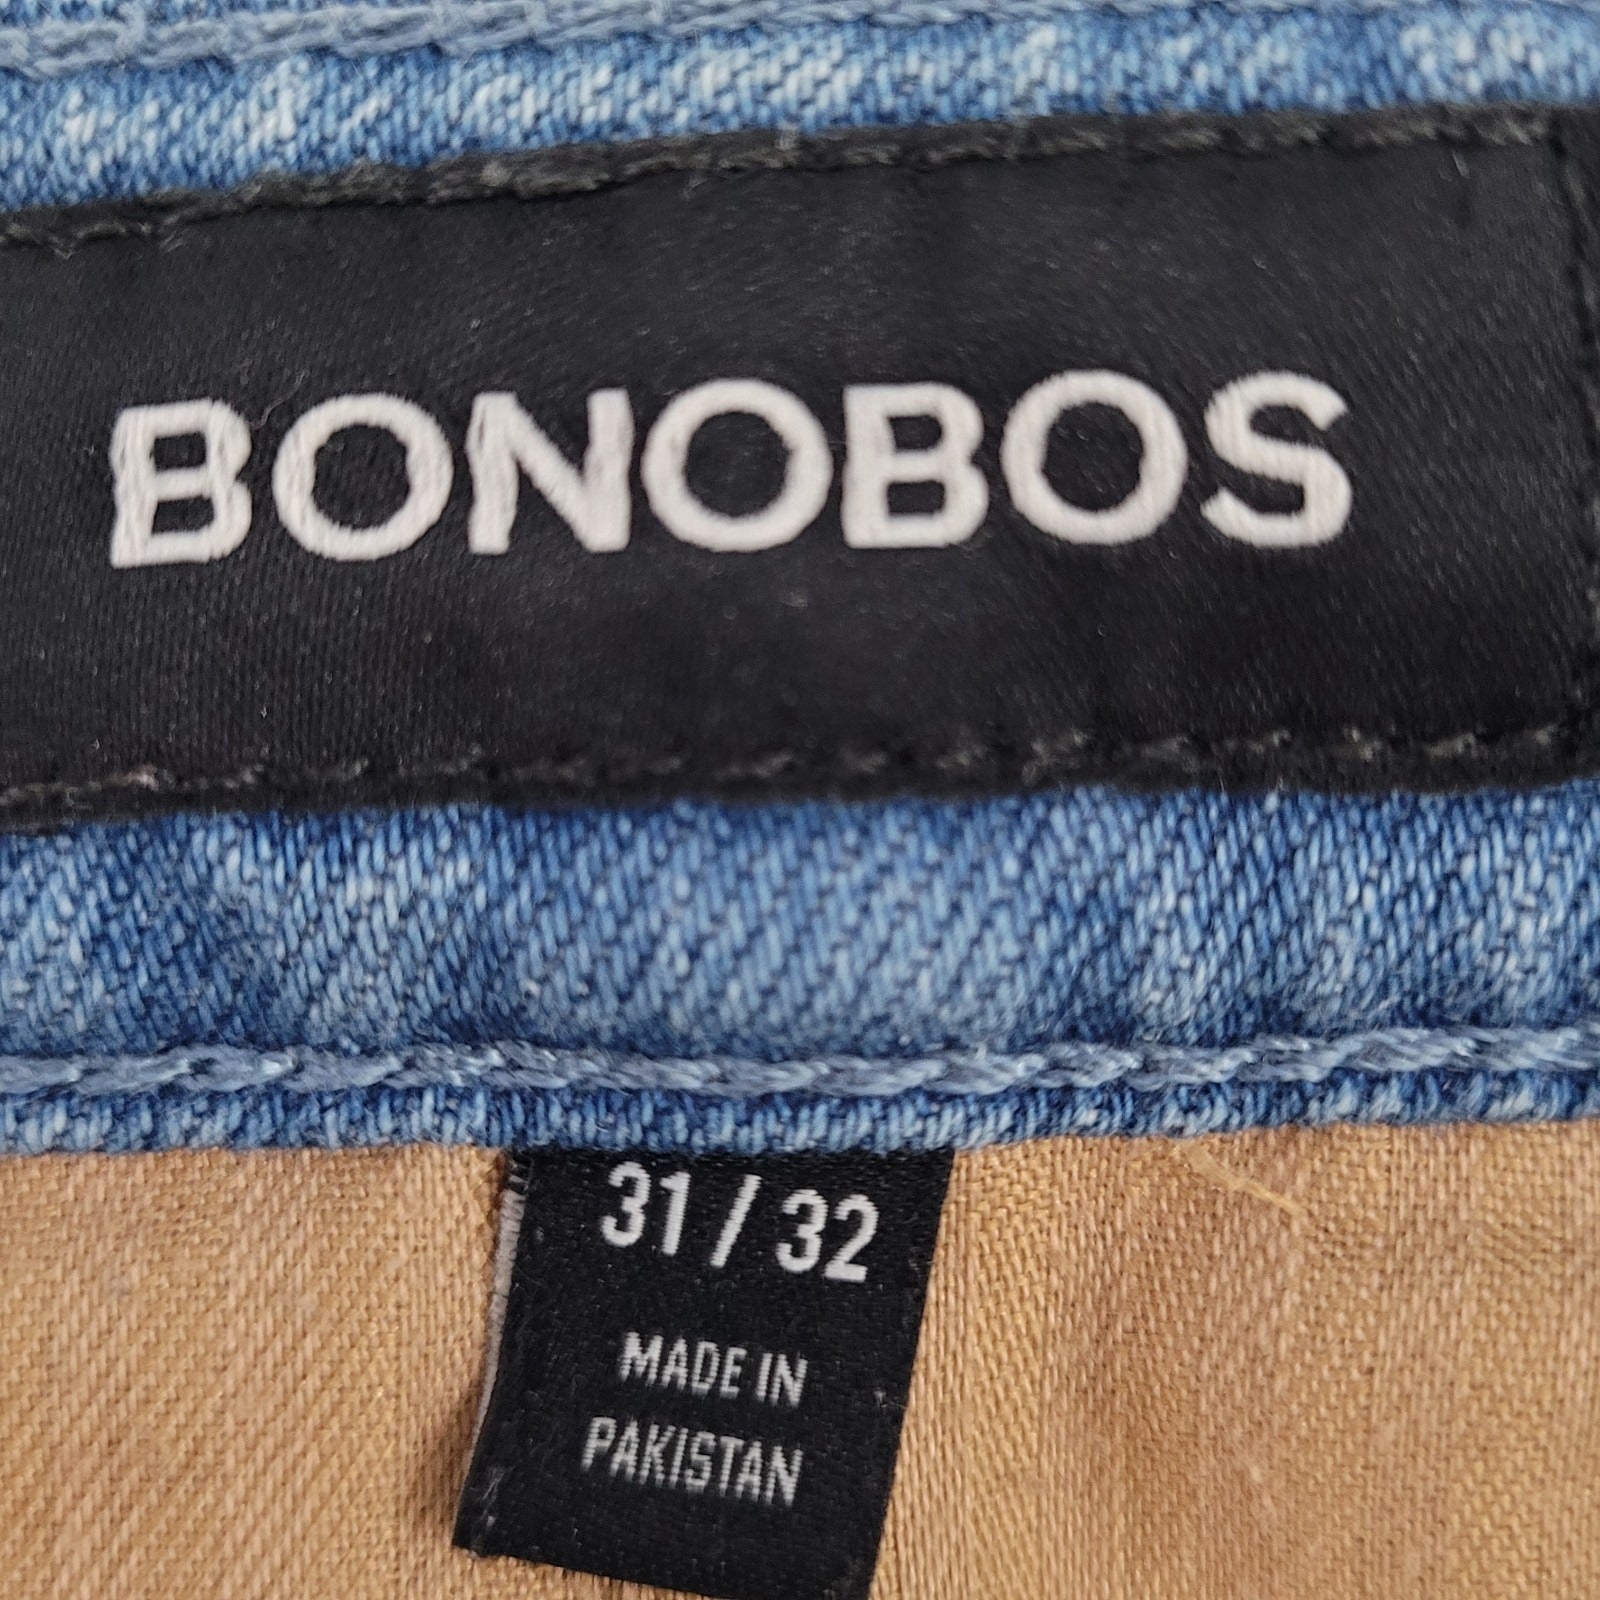 BONOBOS
31 / 32
MADE IN
PAKISTAN